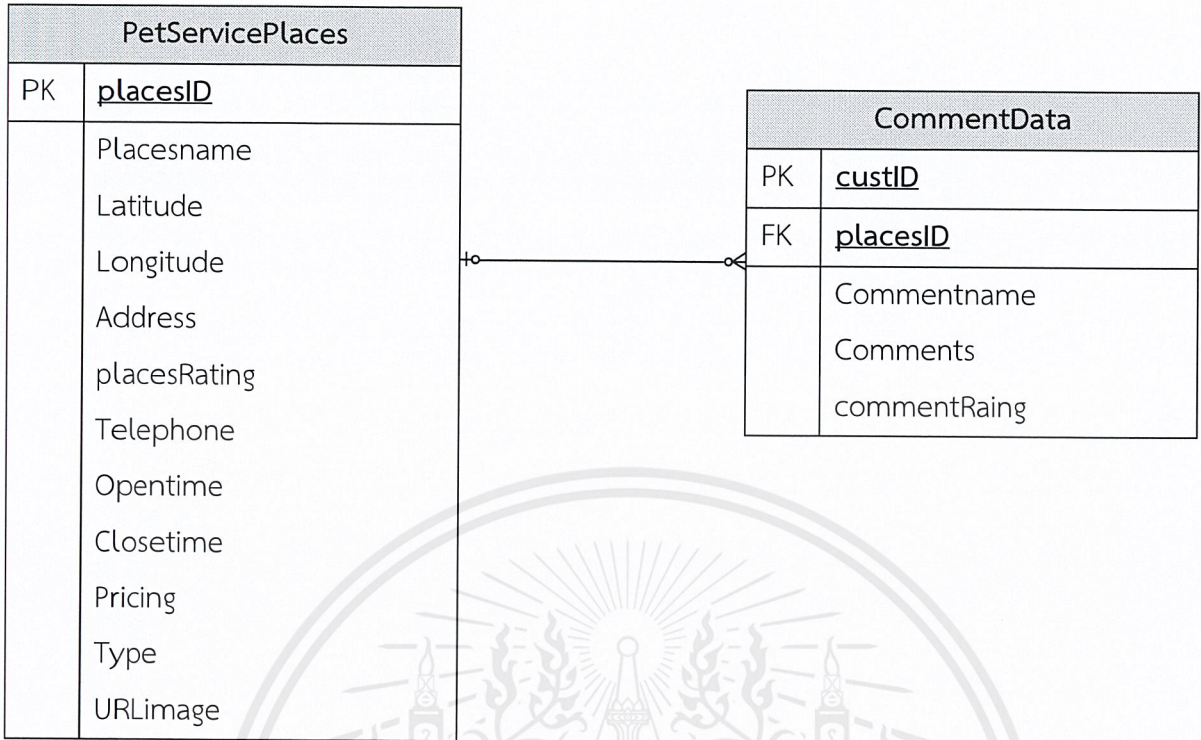 PetServicePlaces
PK placesID
Placesname
Latitude
Longitude
Address
placesRating
Telephone
Opentime
Closetime
Pricing
Type
URLimage
CommentData
PK custID
FK placesID
Commentname
Comments
commentRaing